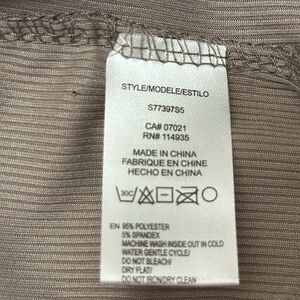 STYLE/MODELE/ESTILO
S77397S5
CA# 07021
RN# 114935
MADE IN CHINA
FABRIQUE EN CHINE
HECHO EN CHINA
30C
EN 95% POLYESTER
5% SPANDEX
MACHINE WASH INSIDE OUT IN COLD
WATER GENTLE CYCLE/
DO NOT BLEACH/
DRY FLAT/
DO NOT IRON/DRY CLEAN